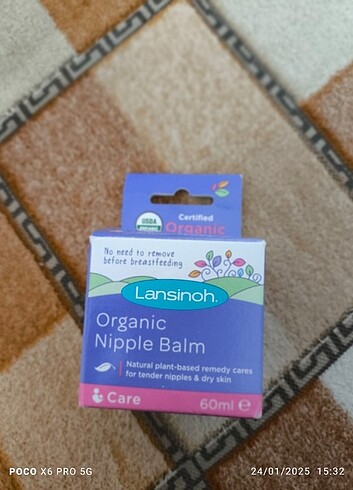 USDA
ORGANIC
Certified
Organic
No need to remove
before breastfeeding
Lansinoh®
Organic
Nipple Balm
Natural plant-based remedy cares
for tender nipples & dry skin
Care
60ml e
POCO X6 PRO 5G
24/01/2025 15:32